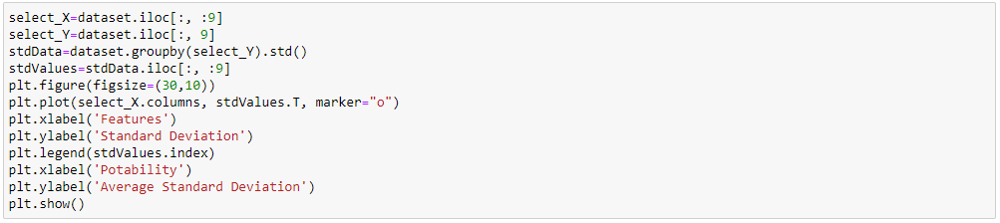 select_X=dataset.iloc[:, :9]
select_Y=dataset.iloc[:, 9]
stdData=dataset.groupby(select_Y).std()
stdValues=stdData.iloc[:, :9]
plt.figure(figsize=(30,10))
plt.plot(select_X.columns, stdValues.T, marker="o")
plt.xlabel('Features')
plt.ylabel('Standard Deviation')
plt.legend(stdValues.index)
plt.xlabel('Potability')
plt.ylabel('Average Standard Deviation')
plt.show()